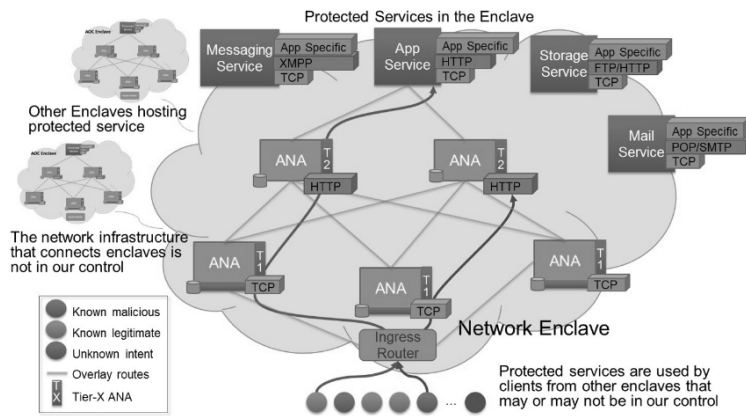 Protected Services in the Enclave
Messaging
Service
App Specific
XMPP
TCP
App
Service
App Specific
HTTP
TCP
Storage
Service
App Specific
FTP/HTTP
TCP
Mail
Service
App Specific
POP/SMTP
TCP
Other Enclaves hosting
protected service
The network infrastructure
that connects enclaves is
not in our control
ANA
T
2
HTTP
ANA
T
2
HTTP
ANA
T
1
TCP
ANA
T
1
TCP
ANA
T
1
TCP
Ingress
Router
Network Enclave
Known malicious
Known legitimate
Unknown intent
Overlay routes
T
X
Tier-X ANA
...
Protected services are used by
clients from other enclaves that
may or may not be in our control